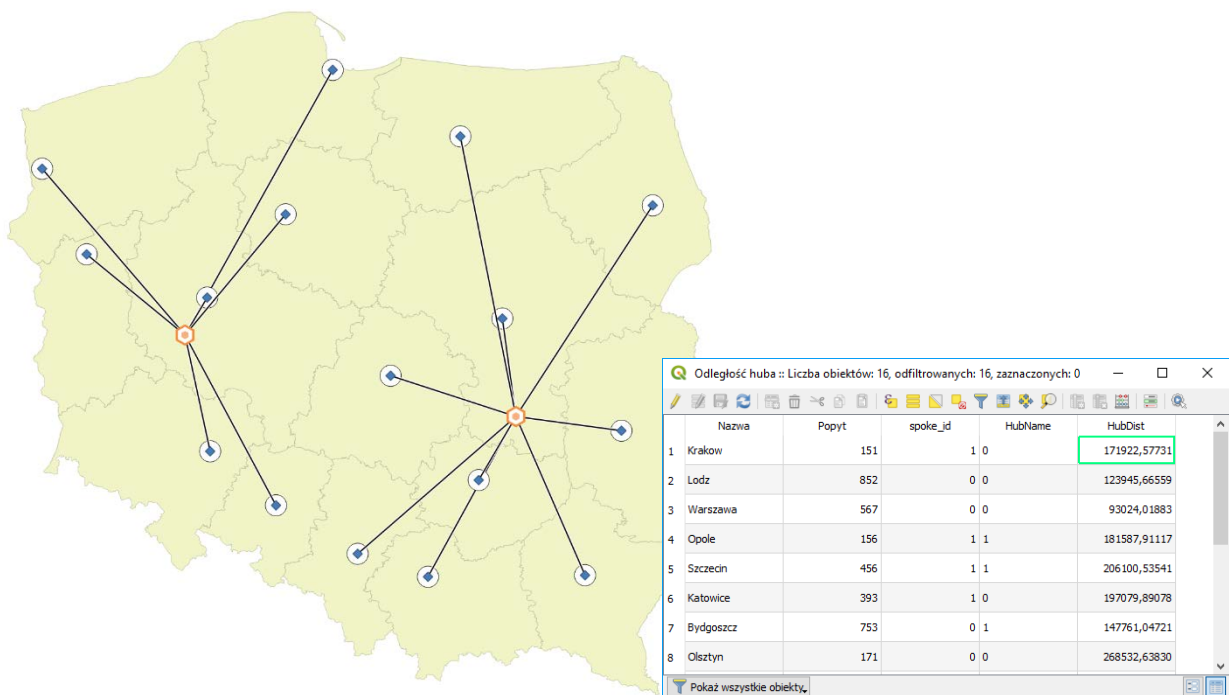 Odległość huba :: Liczba obiektów: 16, odfiltrowanych: 16, zaznaczonych: 0
Nazwa Popyt spoke_id HubName HubDist
1 Krakow 151 1 0 171922,57731
2 Lodz 852 0 0 123945,66559
3 Warszawa 567 0 0 93024,01883
4 Opole 156 1 1 181587,91117
5 Szczecin 456 1 1 206100,53541
6 Katowice 393 1 0 197079,89078
7 Bydgoszcz 753 0 1 147761,04721
8 Olsztyn 171 0 0 268532,63830
Pokaż wszystkie obiekty